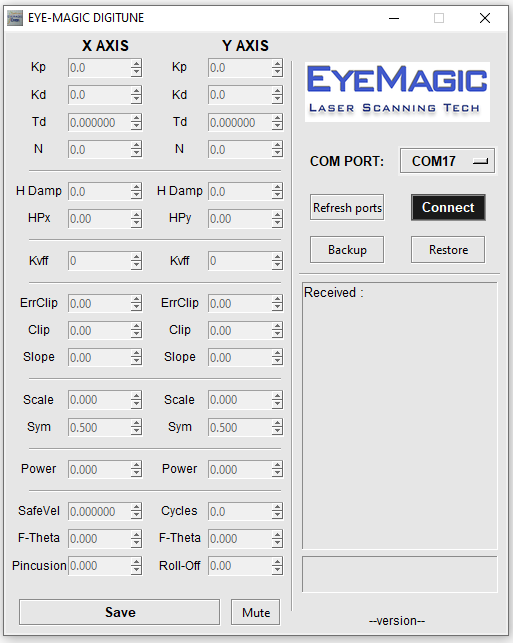 EYE-MAGIC DIGITUNE
X AXIS Y AXIS
Kp 0.0 Kp 0.0
Kd 0.0 Kd 0.0
Td 0.000000 Td 0.000000
N 0.0 N 0.0
H Damp 0.0 H Damp 0.0
HPx 0.00 HPy 0.00
Kvff 0 Kvff 0
ErrClip 0.00 ErrClip 0.00
Clip 0.00 Clip 0.00
Slope 0.00 Slope 0.00
Scale 0.000 Scale 0.000
Sym 0.500 Sym 0.500
Power 0.000 Power 0.000
SafeVel 0.000000 Cycles 0.0
F-Theta 0.000 F-Theta 0.000
Pincusion 0.000 Roll-Off 0.00
Save Mute
EYEMAGIC
LASER SCANNING TECH
COM PORT: COM17
Refresh ports Connect
Backup Restore
Received :
--version--